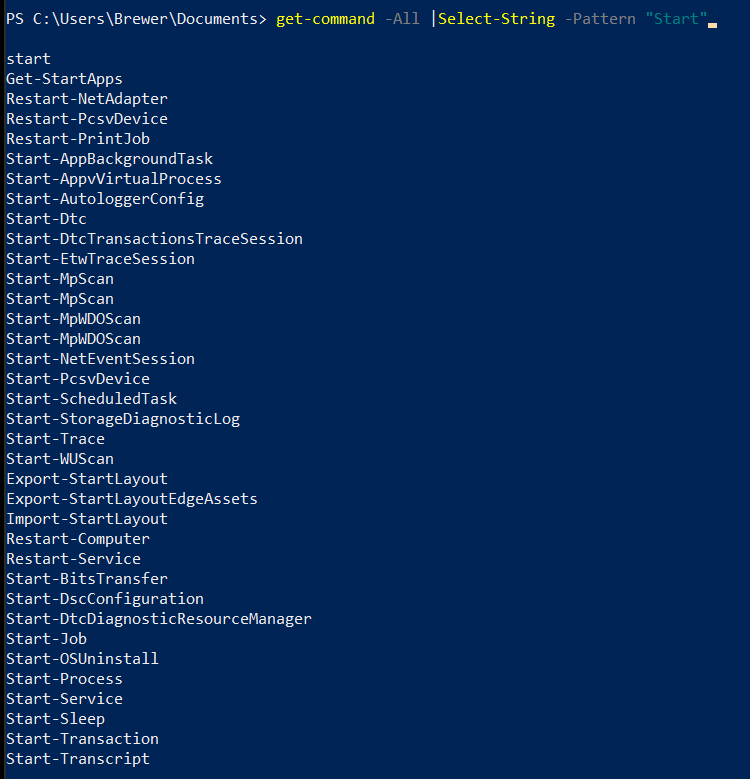 PS C:\Users\Brewer\Documents> get-command -All |Select-String -Pattern "Start"
start
Get-StartApps
Restart-NetAdapter
Restart-PcsvDevice
Restart-PrintJob
Start-AppBackgroundTask
Start-AppvVirtualProcess
Start-AutologgerConfig
Start-Dtc
Start-DtcTransactionsTraceSession
Start-EtwTraceSession
Start-MpScan
Start-MpScan
Start-MpWDOScan
Start-MpWDOScan
Start-NetEventSession
Start-PcsvDevice
Start-ScheduledTask
Start-StorageDiagnosticLog
Start-Trace
Start-WUScan
Export-StartLayout
Export-StartLayoutEdgeAssets
Import-StartLayout
Restart-Computer
Restart-Service
Start-BitsTransfer
Start-DscConfiguration
Start-DtcDiagnosticResourceManager
Start-Job
Start-OSUninstall
Start-Process
Start-Service
Start-Sleep
Start-Transaction
Start-Transcript